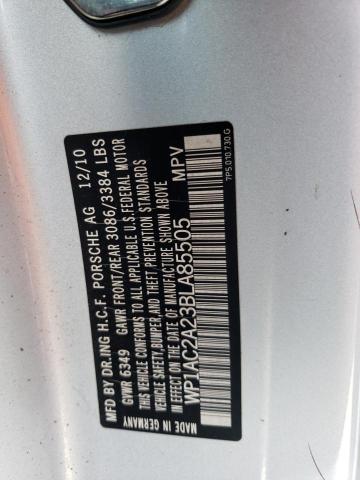 MFD BY DR.ING H.C.F. PORSCHE AG 12/10
GVWR 6349 GAWR FRONT/REAR 3086/3384 LBS
THIS VEHICLE CONFORMS TO ALL APPLICABLE U.S.FEDERAL MOTOR
VEHICLE SAFETY,BUMPER,AND THEFT PREVENTION STANDARDS
IN EFFECT ON THE DATE OF MANUFACTURE SHOWN ABOVE
WP1AC2A23BLA85505 MPV
MADE IN GERMANY
7P5.010.730 G